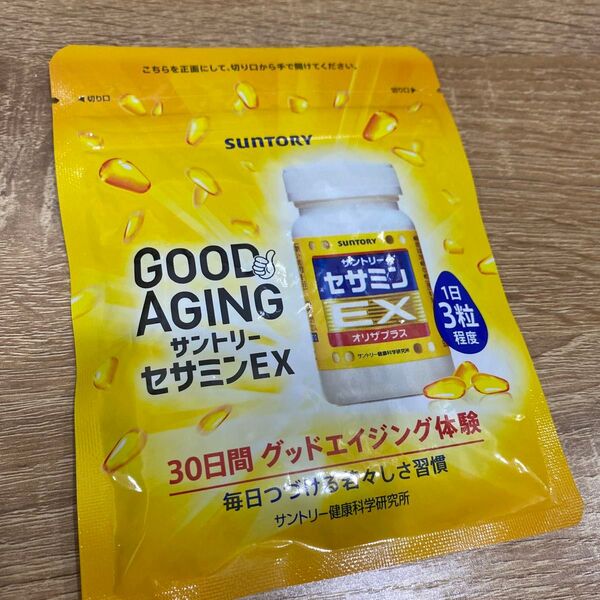 こちらを正面にして、切り口から手で開けてください。
切り口
切り口
SUNTORY
GOOD
AGING
サントリー
セサミンEX
SUNTORY
サントリー
セサミン
EX
オリザプラス
サントリー健康科学研究所
1日
3粒
程度
30日間 グッドエイジング体験
毎日つづける若々しさ習慣
サントリー健康科学研究所